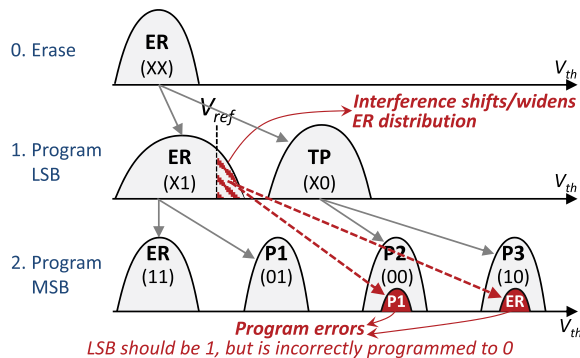 ER
0. Erase
(XX)
Vth
Vref
Interference shifts/widens
ER distribution
1. Program
LSB
ER
(X1)
TP
(X0)
Vth
2. Program
MSB
ER
(11)
P1
(01)
P2
(00)
P3
(10)
P1
ER
Program errors
Vth
LSB should be 1, but is incorrectly programmed to 0